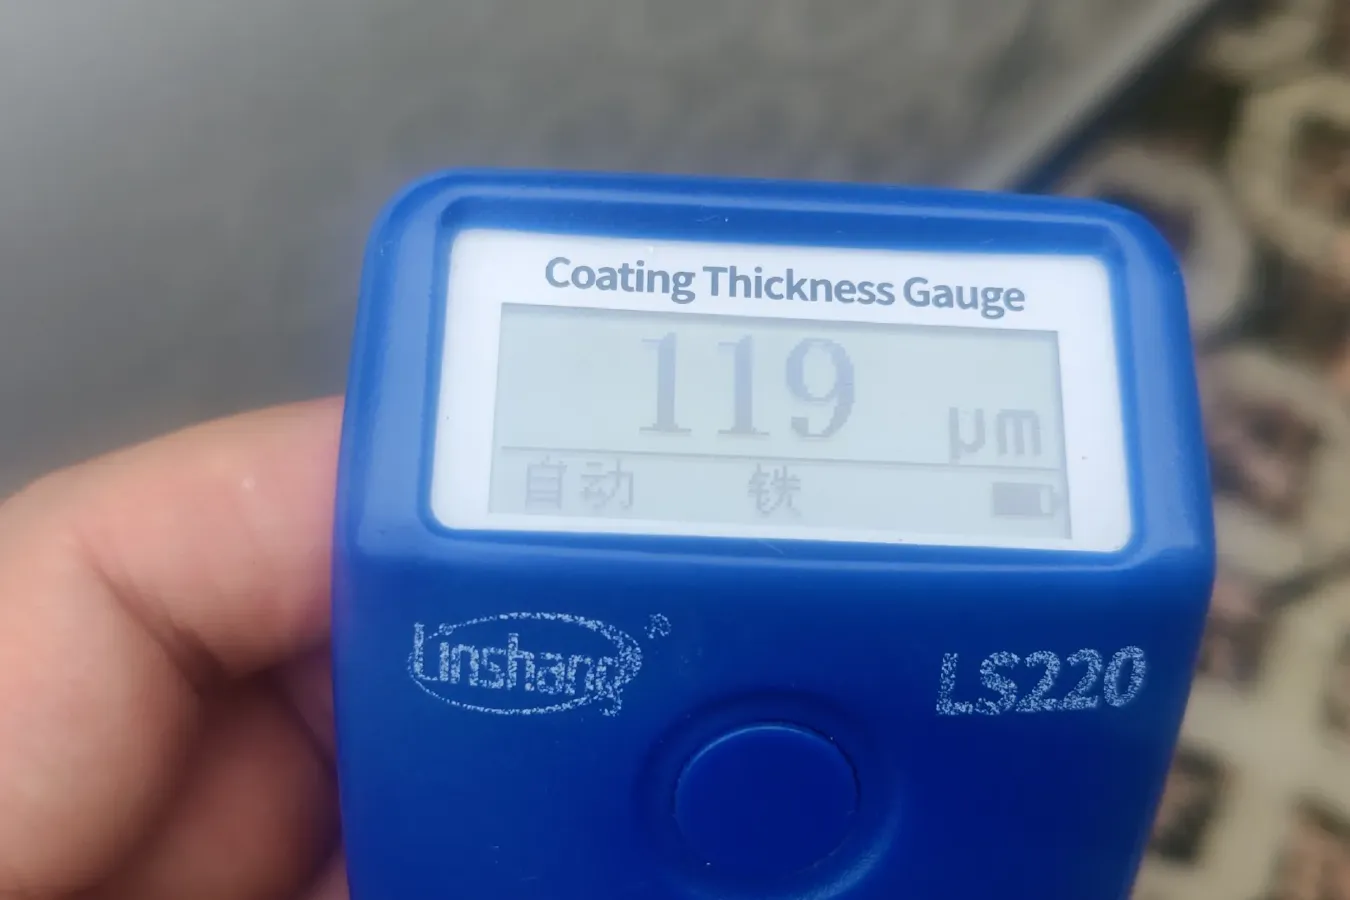 Coating Thickness Gauge
119 μm
自动 铁
Linshang®
LS220